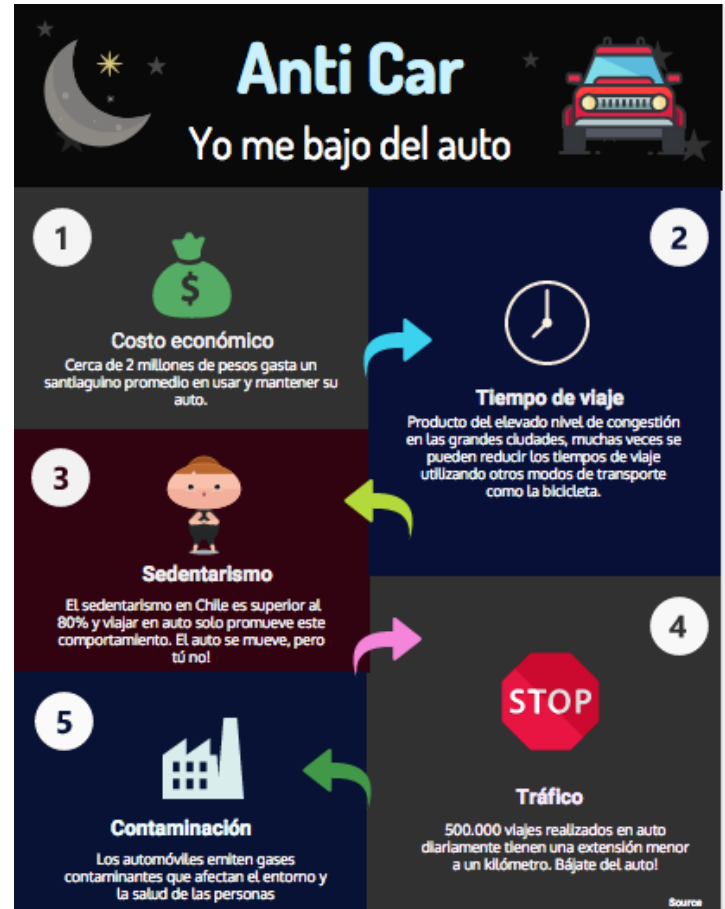 Anti Car
Yo me bajo del auto
1
$
Costo económico
Cerca de 2 millones de pesos gasta un
santiaguino promedio en usar y mantener su
auto.
2
Tiempo de viaje
Producto del elevado nivel de congestión
en las grandes ciudades, muchas veces se
pueden reducir los tiempos de viaje
utilizando otros modos de transporte
como la bicicleta.
3
Sedentarismo
El sedentarismo en Chile es superior al
80% y viajar en auto solo promueve este
comportamiento. El auto se mueve, pero
tú no!
4
STOP
Tráfico
500.000 viajes realizados en auto
diariamente tienen una extensión menor
a un kilómetro. Bájate del auto!
5
Contaminación
Los automóviles emiten gases
contaminantes que afectan el entorno y
la salud de las personas
Source